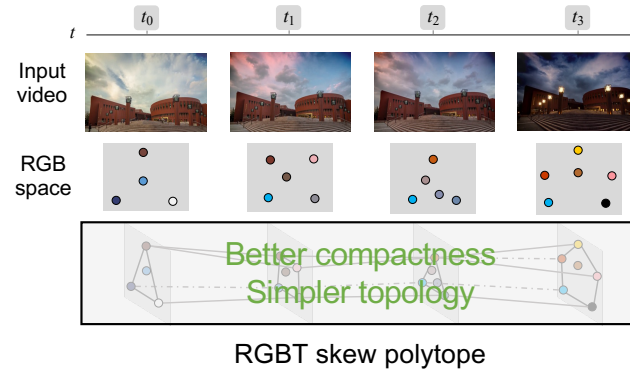 t
t0
t1
t2
t3
Input
video
RGB
space
Better compactness
Simpler topology
RGBT skew polytope